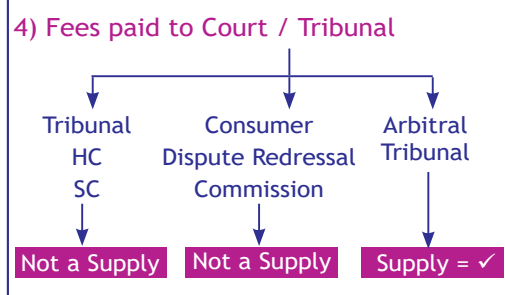 4) Fees paid to Court / Tribunal
Tribunal
HC
SC
Not a Supply
Consumer
Dispute Redressal
Commission
Not a Supply
Arbitral
Tribunal
Supply = ✓